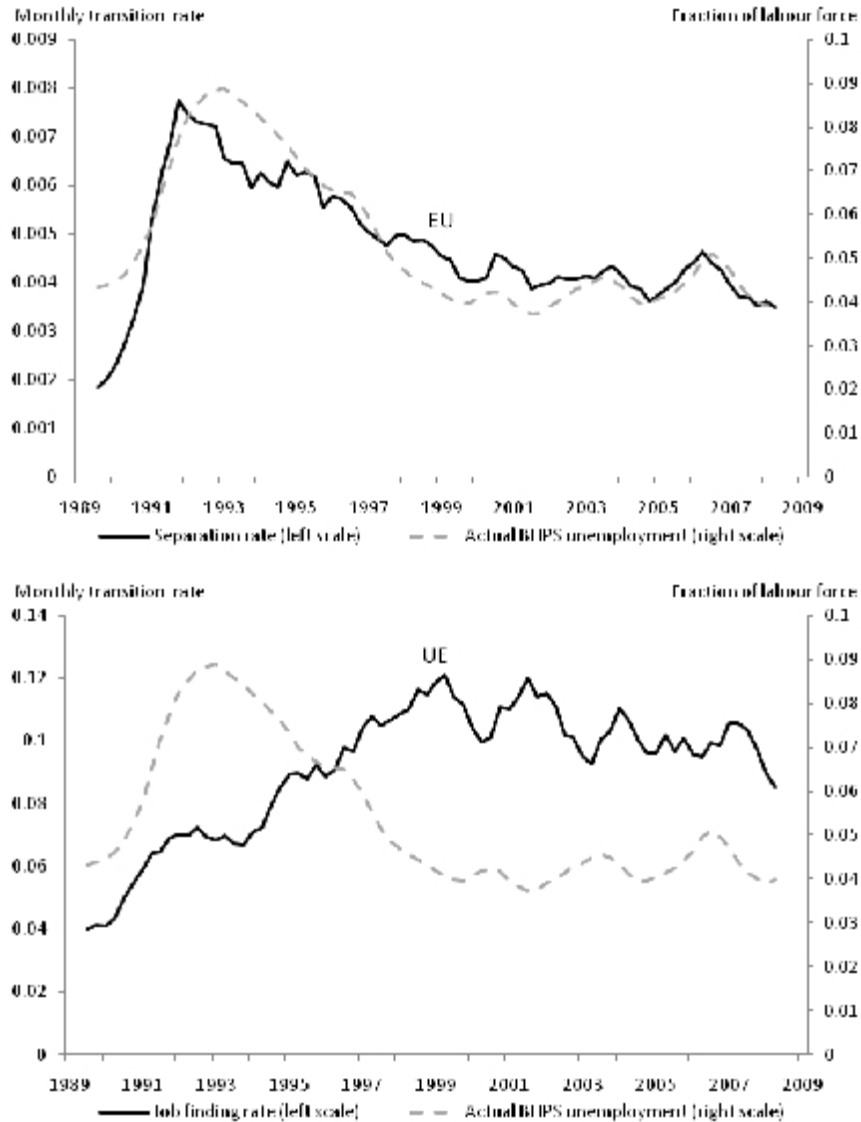 Monthly transition rate Fraction of labour force
0.009 0.1
0.008 0.09
0.007 0.08
0.006 0.07
0.005 0.06
0.004 0.05
0.003 0.04
0.002 0.03
0.001 0.02
0 0.01
0
EU
1989 1991 1993 1995 1997 1999 2001 2003 2005 2007 2009
Separation rate (left scale) Actual BHPS unemployment (right scale)
Monthly transition rate Fraction of labour force
0.14 0.1
0.12 0.09
0.1 0.08
0.08 0.07
0.06 0.06
0.04 0.05
0.02 0.04
0 0.03
0.02
0.01
0
UE
1989 1991 1993 1995 1997 1999 2001 2003 2005 2007 2009
Job finding rate (left scale) Actual BHPS unemployment (right scale)